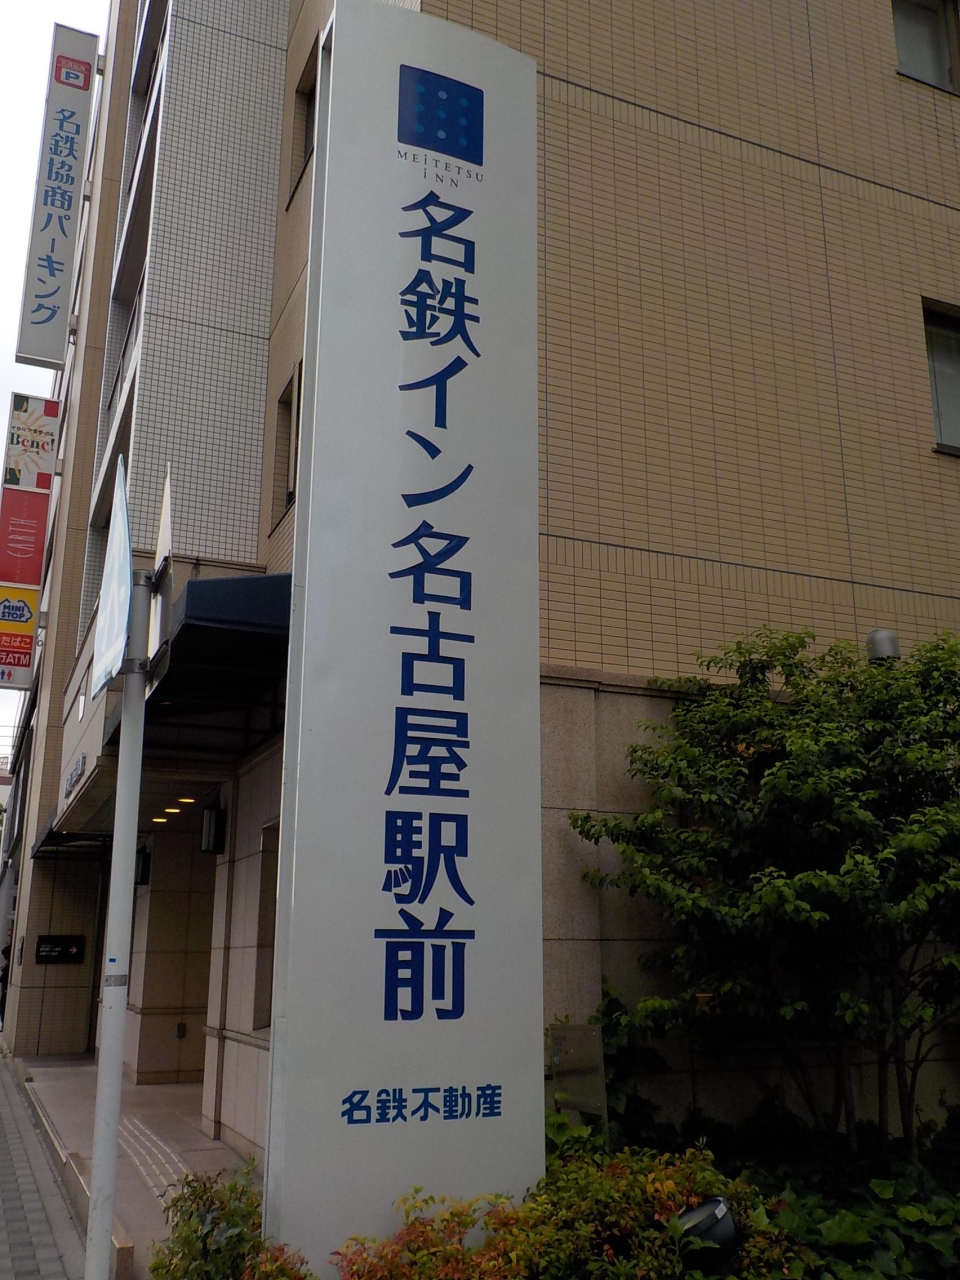 MEiTETSU
iNN
名鉄イン名古屋駅前
名鉄不動産
P
名鉄協商パーキング
Bene!
EARTH
MINI
STOP
たばこ
ATM